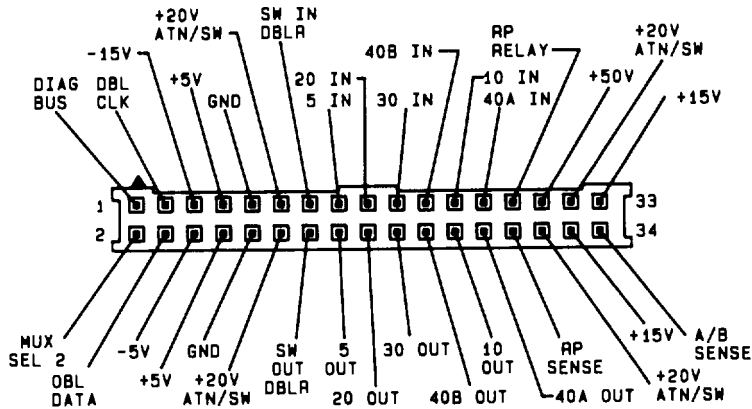 +20V
ATN/SW
SW IN
DBLR
-15V
40B IN
RP
RELAY
+20V
ATN/SW
DIAG
BUS
DBL
CLK
+5V
GND
20 IN
5 IN
30 IN
10 IN
40A IN
+50V
+15V
1
33
2
34
MUX
SEL 2
OBL
DATA
-5V
+5V
GND
+20V
ATN/SW
SW
OUT
DBLR
5
OUT
20 OUT
30 OUT
40B OUT
10
OUT
RP
SENSE
40A OUT
+15V
+20V
ATN/SW
A/B
SENSE